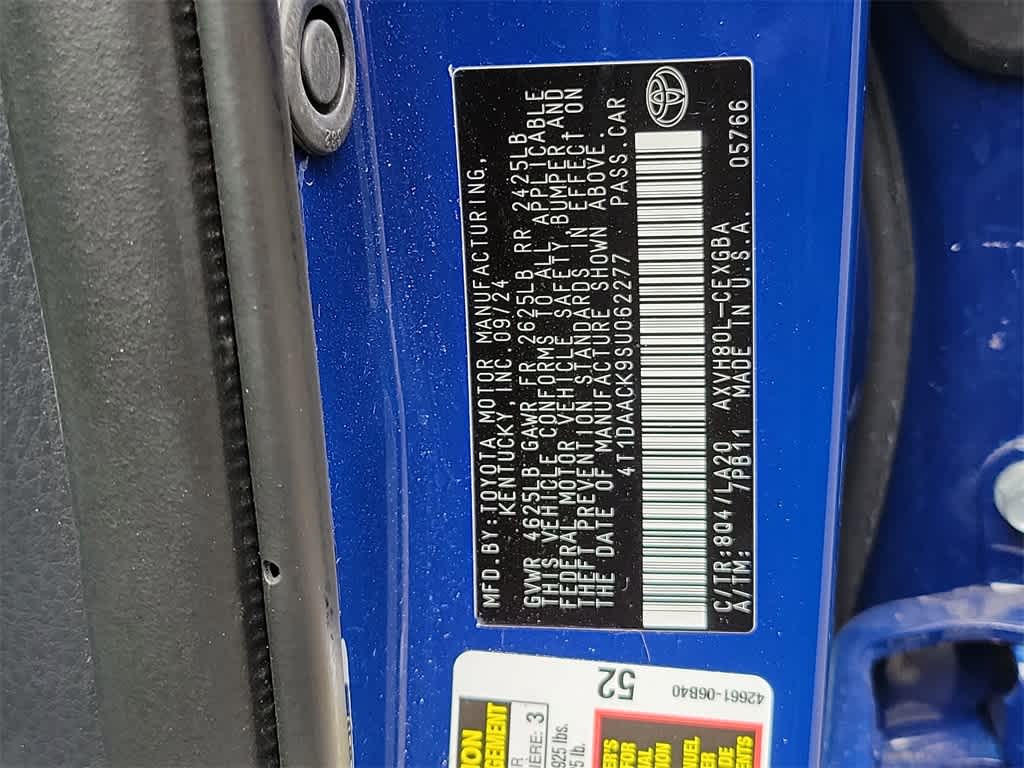 MFD.BY:TOYOTA MOTOR MANUFACTURING,
KENTUCKY,INC.09/24
GVWR 4625LB GAWR FR 2625LB RR 2425LB
THIS VEHICLE CONFORMS TO ALL APPLICABLE
FEDERAL MOTOR VEHICLE SAFETY,BUMPER AND
THEFT PREVENTION STANDARDS IN EFFECT ON
THE DATE OF MANUFACTURE SHOWN ABOVE.
4T1DAACK9SU062277 PASS.CAR
C/TR:8Q4/LA20 AXVH80L-CEXGBA
A/TM: 7PB11 MADE IN U.S.A. 05766
52
42661-06B40